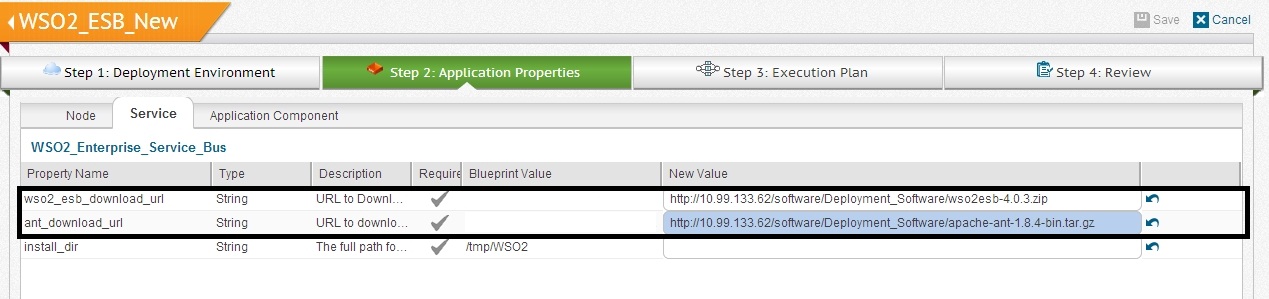 WSO2_ESB_New
Save Cancel
Step 1: Deployment Environment Step 2: Application Properties Step 3: Execution Plan Step 4: Review
Node Service Application Component
WSO2_Enterprise_Service_Bus
Property Name Type Description Require Blueprint Value New Value
wso2_esb_download_url String URL to Downl... http://10.99.133.62/software/Deployment_Software/wso2esb-4.0.3.zip
ant_download_url String URL to downlo... http://10.99.133.62/software/Deployment_Software/apache-ant-1.8.4-bin.tar.gz
install_dir String The full path fo... /tmp/WSO2